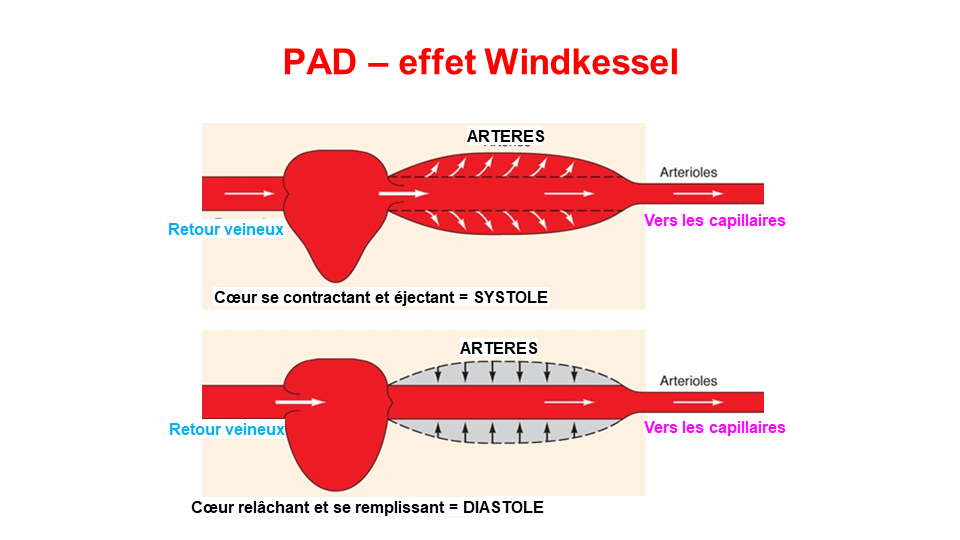 PAD – effet Windkessel
ARTERES
Arterioles
Vers les capillaires
Retour veineux
Cœur se contractant et éjectant = SYSTOLE
ARTERES
Arterioles
Vers les capillaires
Retour veineux
Cœur relâchant et se remplissant = DIASTOLE